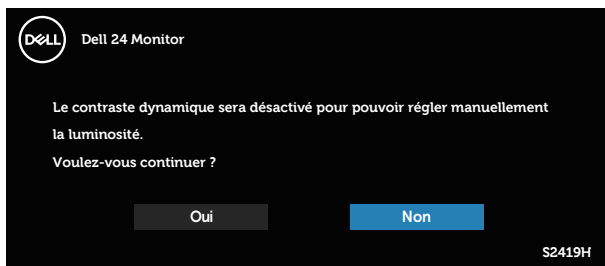 DELL
Dell 24 Monitor
Le contraste dynamique sera désactivé pour pouvoir régler manuellement
la luminosité.
Voulez-vous continuer ?
Oui Non
S2419H